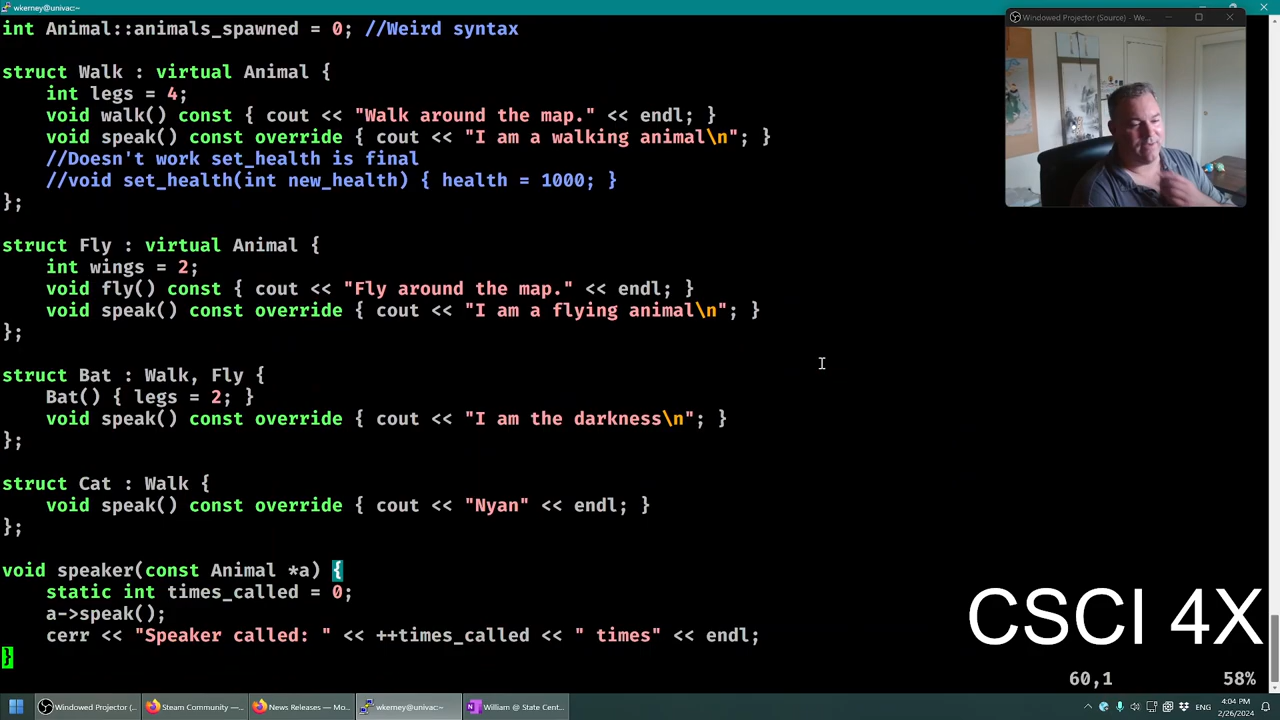 wkerney@univac:~
Windowed Projector (Source) - We...
int Animal::animals_spawned = 0; //Weird syntax
struct Walk : virtual Animal {
int legs = 4;
void walk() const { cout << "Walk around the map." << endl; }
void speak() const override { cout << "I am a walking animal\n"; }
//Doesn't work set_health is final
//void set_health(int new_health) { health = 1000; }
};
struct Fly : virtual Animal {
int wings = 2;
void fly() const { cout << "Fly around the map." << endl; }
void speak() const override { cout << "I am a flying animal\n"; }
};
struct Bat : Walk, Fly {
Bat() { legs = 2; }
void speak() const override { cout << "I am the darkness\n"; }
};
struct Cat : Walk {
void speak() const override { cout << "Nyan" << endl; }
};
void speaker(const Animal *a) {
static int times_called = 0;
a->speak();
cerr << "Speaker called: " << ++times_called << " times" << endl;
}
CSCI 4X
60,1 58%
Windowed Projector (...
Steam Community —...
News Releases — Mo...
wkerney@univac:~
William @ State Cent...
4:04 PM
2/26/2024